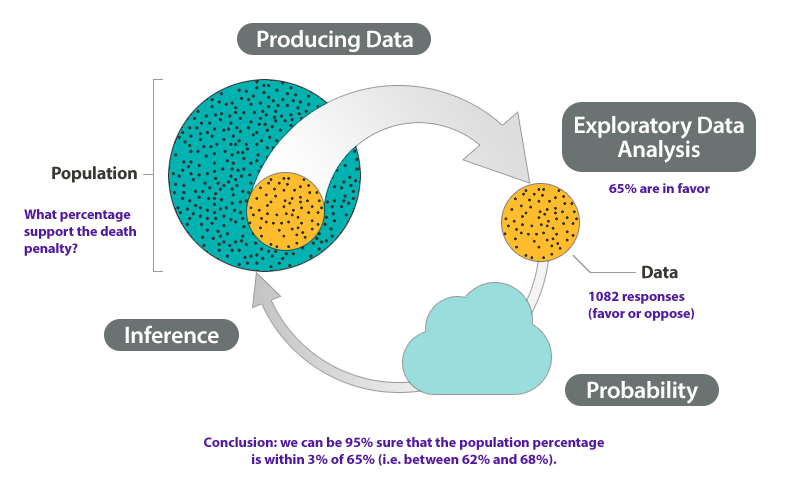 Producing Data
Exploratory Data
Analysis
65% are in favor
Population
What percentage
support the death
penalty?
Data
1082 responses
(favor or oppose)
Inference
Probability
Conclusion: we can be 95% sure that the population percentage
is within 3% of 65% (i.e. between 62% and 68%).